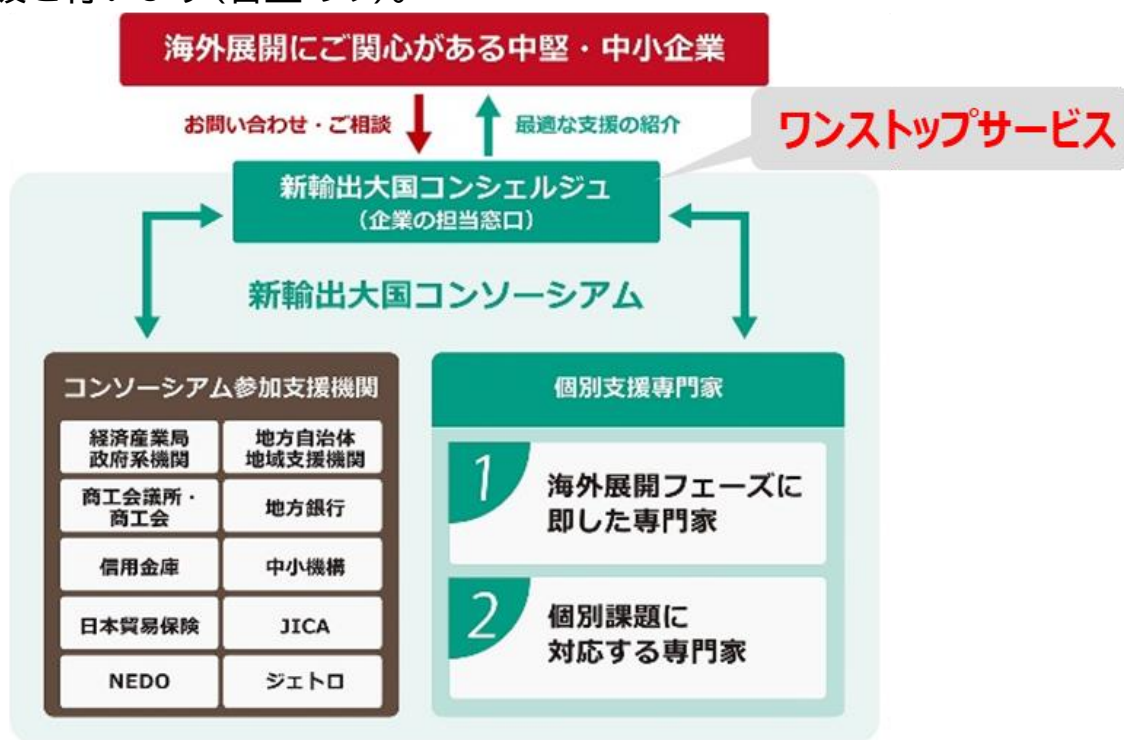 海外展開にご関心がある中堅・中小企業
お問い合わせ・ご相談
最適な支援の紹介
ワンストップサービス
新輸出大国コンシェルジュ
(企業の担当窓口)
新輸出大国コンソーシアム
コンソーシアム参加支援機関
経済産業局
政府系機関
地方自治体
地域支援機関
商工会議所・
商工会
地方銀行
信用金庫
中小機構
日本貿易保険
JICA
NEDO
ジェトロ
個別支援専門家
1
海外展開フェーズに
即した専門家
2
個別課題に
対応する専門家